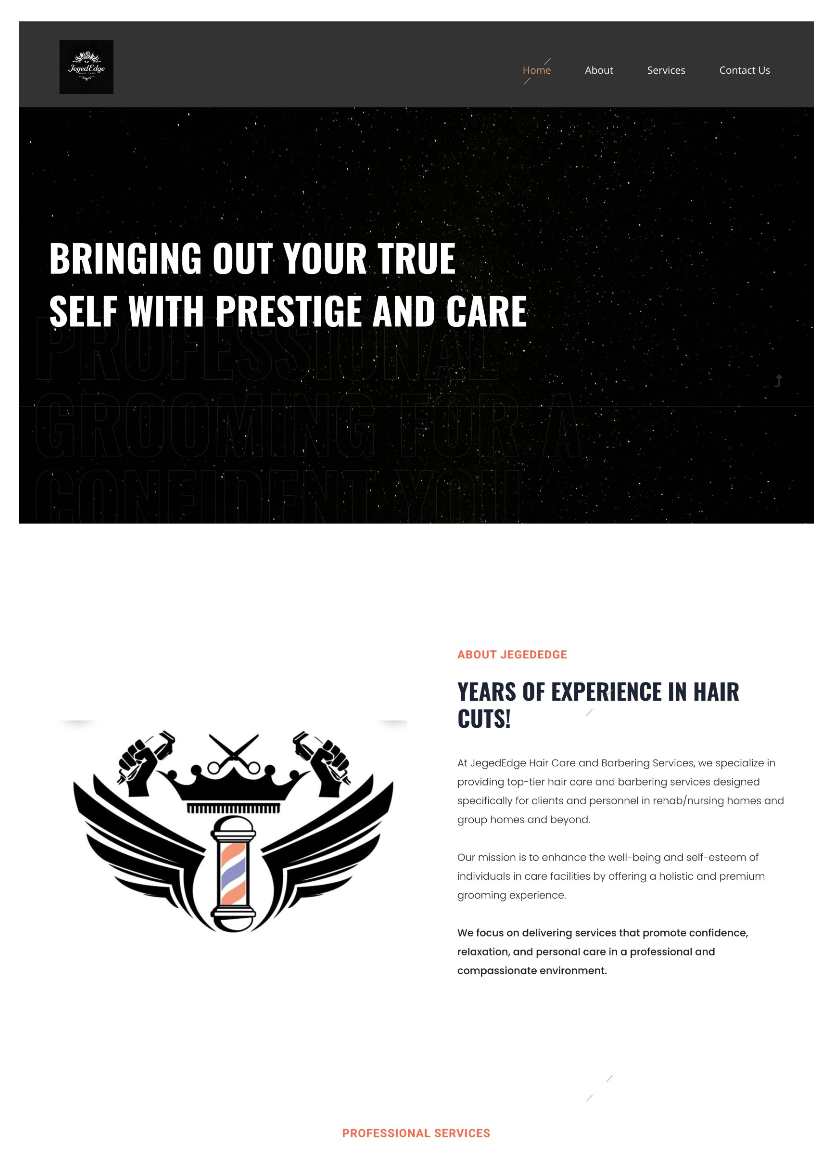 JegedEdge
Home
About
Services
Contact Us
BRINGING OUT YOUR TRUE
SELF WITH PRESTIGE AND CARE
PROFESSIONAL
GROOMING FOR A
CONFIDENT YOU
ABOUT JEGEDEDGE
YEARS OF EXPERIENCE IN HAIR
CUTS!
At JegedEdge Hair Care and Barbering Services, we specialize in
providing top-tier hair care and barbering services designed
specifically for clients and personnel in rehab/nursing homes and
group homes and beyond.
Our mission is to enhance the well-being and self-esteem of
individuals in care facilities by offering a holistic and premium
grooming experience.
We focus on delivering services that promote confidence,
relaxation, and personal care in a professional and
compassionate environment.
PROFESSIONAL SERVICES